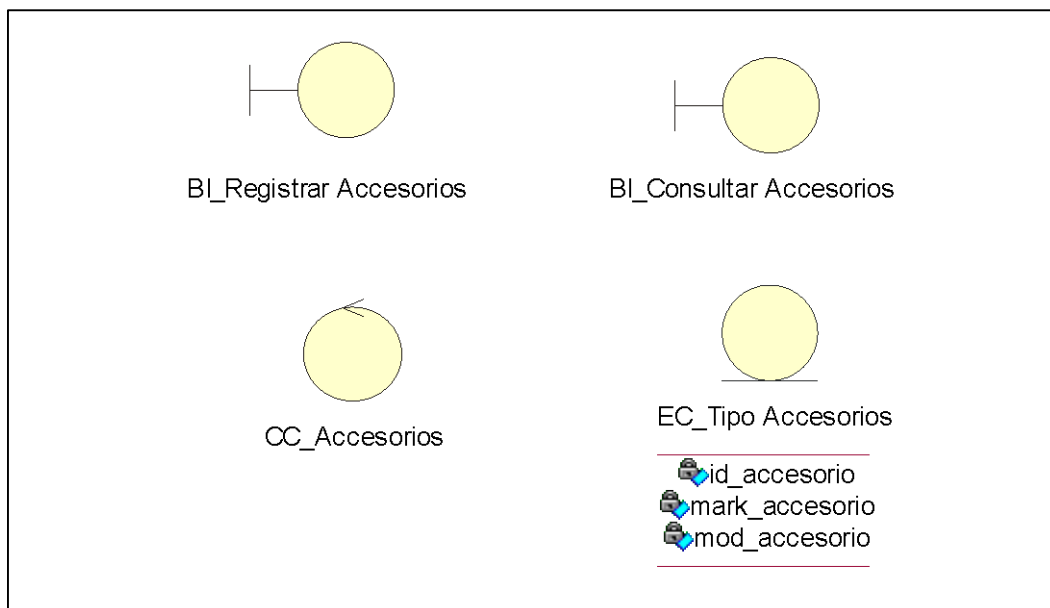 BI_Registrar Accesorios
BI_Consultar Accesorios
CC_Accesorios
EC_Tipo Accesorios
id_accesorio
mark_accesorio
mod_accesorio